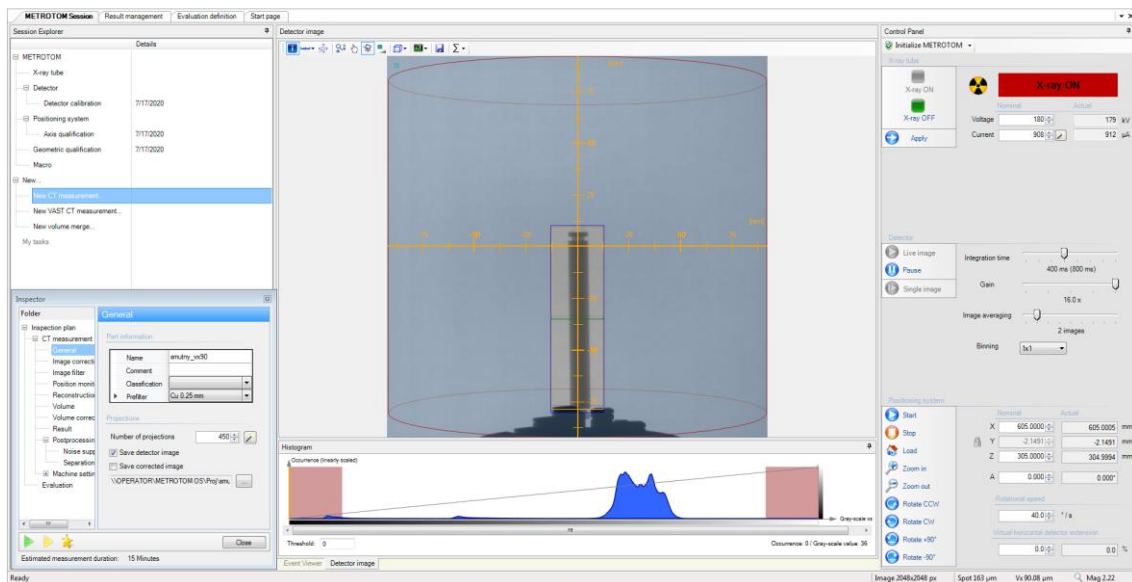 METROTOM Session Result management Evaluation definition Start page
Session Explorer
Details
METROTOM
X-ray tube
Detector
Detector calibration 7/17/2020
Positioning system
Axis qualification 7/17/2020
Geometric qualification 7/17/2020
Macro
New...
New CT measurement...
New VAST CT measurement...
New volume merge...
My tasks
Inspector
Folder
Inspection plan
CT measurement
General
Image correcti
Image filter
Position monit
Reconstruction
Volume
Volume correc
Result
Postprocessin
Noise supp
Separation
Machine settin
Evaluation
General
Part information
Name smutny_vx90
Comment
Classification
Prefilter Cu 0.25 mm
Projections
Number of projections 450
Save detector image
Save corrected image
\\OPERATOR\METROTOM OS\Proj\smu ...
Close
Estimated measurement duration: 15 Minutes
Ready
Detector image
Histogram
Occurrence (linearly scaled)
Gray-scale va
Threshold: 0
Occurrence: 0 / Gray-scale value: 36
Event Viewer Detector image
Control Panel
Initialize METROTOM
X-ray tube
X-ray ON
X-ray OFF
Apply
X-ray ON
Nominal Actual
Voltage 180 179 kV
Current 908 912 µA
Detector
Live image
Pause
Single image
Integration time
400 ms (800 ms)
Gain
16.0 x
Image averaging
2 images
Binning 1x1
Positioning system
Start
Stop
Load
Zoom in
Zoom out
Rotate CCW
Rotate CW
Rotate +90°
Rotate -90°
Nominal Actual
X 605.0000 605.0005 mm
Y -2.1491 -2.1491 mm
Z 305.0000 304.9994 mm
A 0.000 0.000°
Rotational speed
40.0 ° / s
Virtual horizontal detector extension
0.0 0.0 %
Image 2048x2048 px Spot 163 µm Vx 90.08 µm Mag 2.22